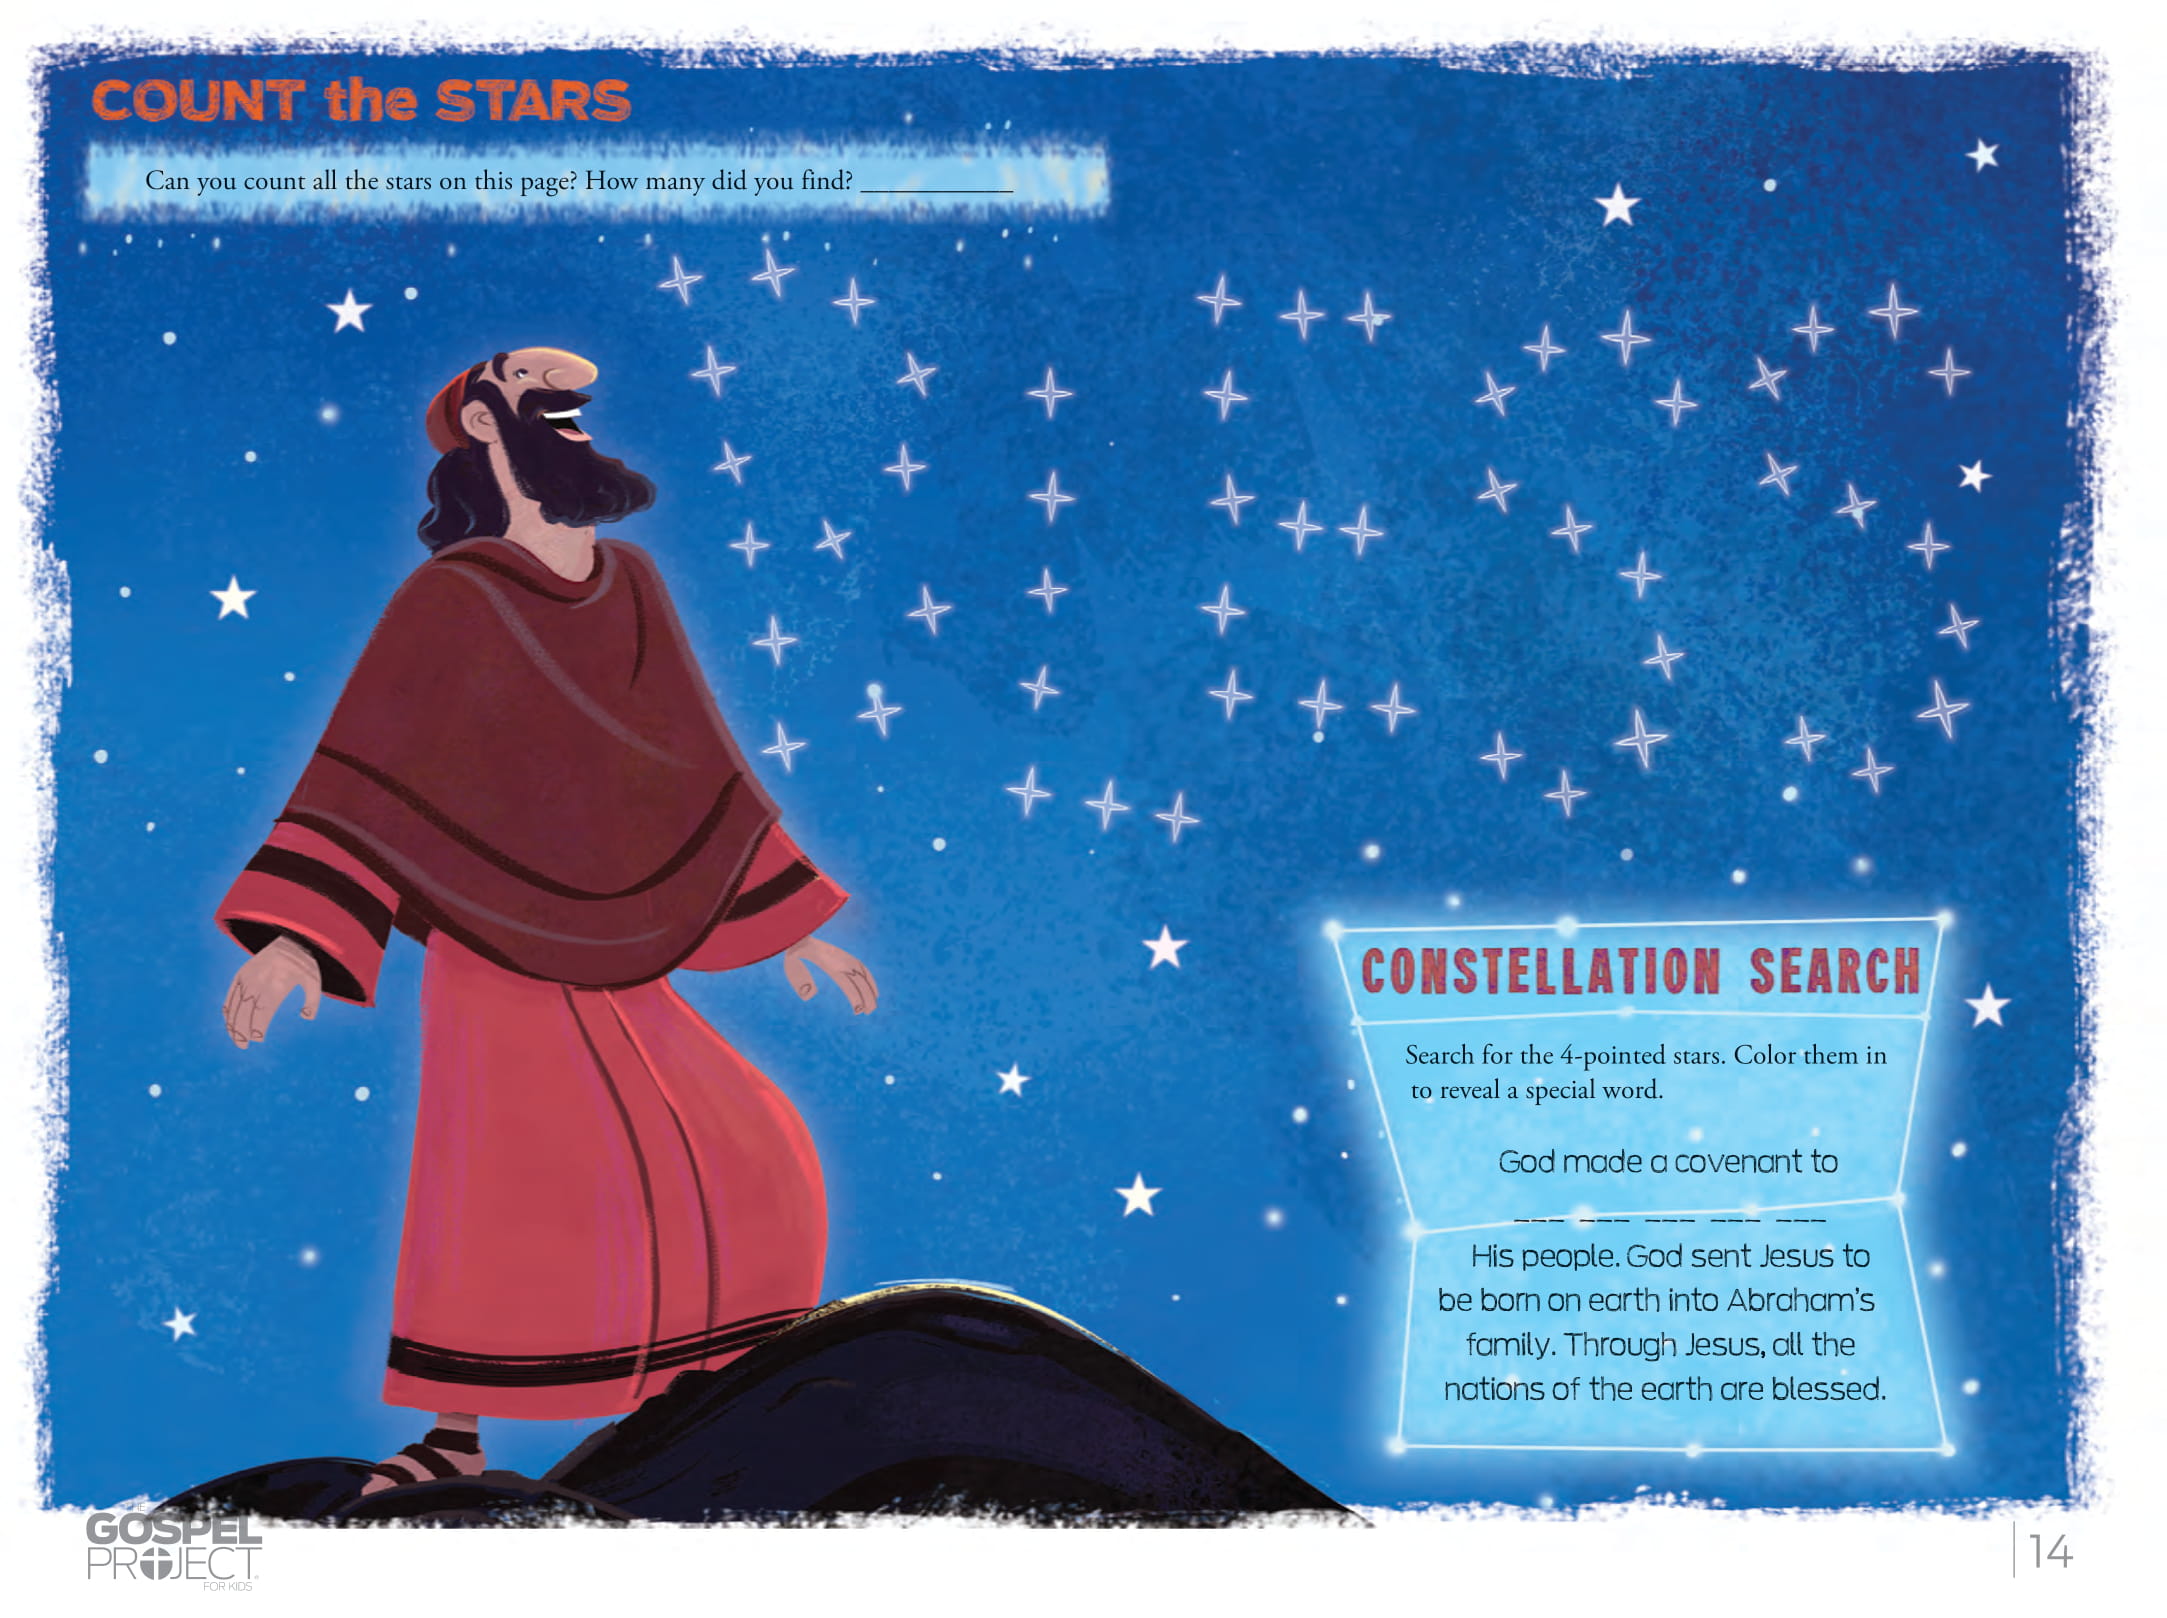 COUNT the STARS
Can you count all the stars on this page? How many did you find? ___________
CONSTELLATION SEARCH
Search for the 4-pointed stars. Color them in
to reveal a special word.
God made a covenant to
___ ___ ___ ___ ___
His people. God sent Jesus to
be born on earth into Abraham's
family. Through Jesus, all the
nations of the earth are blessed.
THE
GOSPEL
PROJECT
FOR KIDS
14